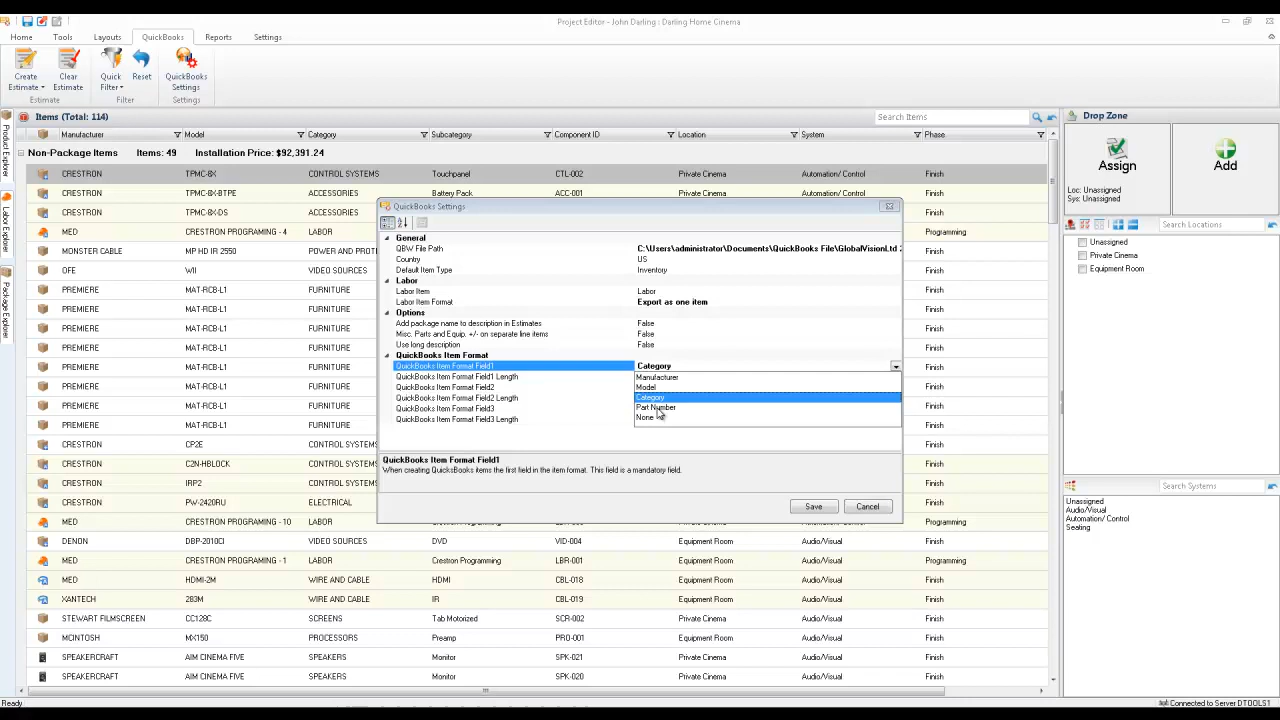 Project Editor - John Darling : Darling Home Cinema
Home Tools Layouts QuickBooks Reports Settings
Create Estimate Clear Estimate Quick Filter Reset QuickBooks Settings
Estimate Filter Settings
Items (Total: 114) Search Items
Manufacturer Model Category Subcategory Component ID Location System Phase
Non-Package Items Items: 49 Installation Price: $92,391.24
CRESTRON TPMC-8X CONTROL SYSTEMS Touchpanel CTL-002 Private Cinema Automation/ Control Finish
CRESTRON TPMC-8X-BTPE ACCESSORIES Battery Pack ACC-001 Private Cinema Automation/ Control Finish
CRESTRON TPMC-8X-DS ACCESSORIES Finish
MED CRESTRON PROGRAMING - 4 LABOR Programming
MONSTER CABLE MP HD IR 2550 POWER AND PROT Finish
OFE WII VIDEO SOURCES Finish
PREMIERE MAT-RCB-L1 FURNITURE Finish
PREMIERE MAT-RCB-L1 FURNITURE Finish
PREMIERE MAT-RCB-L1 FURNITURE Finish
PREMIERE MAT-RCB-L1 FURNITURE Finish
PREMIERE MAT-RCB-L1 FURNITURE Finish
PREMIERE MAT-RCB-L1 FURNITURE Finish
PREMIERE MAT-RCB-L1 FURNITURE Finish
PREMIERE MAT-RCB-L1 FURNITURE Finish
CRESTRON CP2E CONTROL SYSTEMS Finish
CRESTRON C2N-HBLOCK CONTROL SYSTEMS Finish
CRESTRON IRP2 CONTROL SYSTEMS Finish
CRESTRON PW-2420RU ELECTRICAL Finish
MED CRESTRON PROGRAMING - 10 LABOR Programming
DENON DBP-2010CI VIDEO SOURCES DVD VID-004 Equipment Room Audio/Visual Finish
MED CRESTRON PROGRAMING - 1 LABOR Crestron Programming LBR-001 Equipment Room Audio/Visual Programming
MED HDMI-2M WIRE AND CABLE HDMI CBL-018 Equipment Room Audio/Visual Finish
XANTECH 283M WIRE AND CABLE IR CBL-019 Equipment Room Audio/Visual Finish
STEWART FILMSCREEN CC128C SCREENS Tab Motorized SCR-002 Private Cinema Audio/Visual Finish
MCINTOSH MX150 PROCESSORS Preamp PRO-001 Equipment Room Audio/Visual Finish
SPEAKERCRAFT AIM CINEMA FIVE SPEAKERS Monitor SPK-021 Private Cinema Audio/Visual Finish
SPEAKERCRAFT AIM CINEMA FIVE SPEAKERS Monitor SPK-020 Private Cinema Audio/Visual Finish
Product Explorer
Labor Explorer
Package Explorer
QuickBooks Settings
General
QBW File Path C:\Users\administrator\Documents\QuickBooks File\GlobalVisionLtd
Country US
Default Item Type Inventory
Labor
Labor Item Labor
Labor Item Format Export as one item
Options
Add package name to description in Estimates False
Misc. Parts and Equip. +/- on separate line items False
Use long description False
QuickBooks Item Format
QuickBooks Item Format Field1 Category
QuickBooks Item Format Field1 Length
QuickBooks Item Format Field2
QuickBooks Item Format Field2 Length
QuickBooks Item Format Field3
QuickBooks Item Format Field3 Length
Manufacturer
Model
Category
Part Number
None
QuickBooks Item Format Field1
When creating QuicksBooks items the first field in the item format. This field is a mandatory field.
Save Cancel
Drop Zone
Assign Add
Loc: Unassigned
Sys: Unassigned
Search Locations
Unassigned
Private Cinema
Equipment Room
Search Systems
Unassigned
Audio/Visual
Automation/ Control
Seating
Ready Connected to Server DTOOLS1